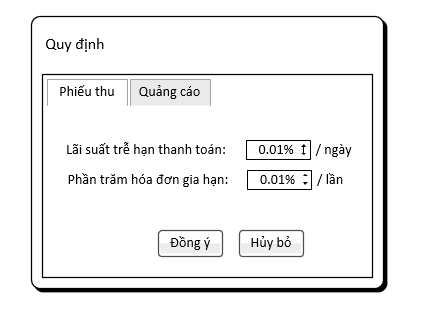 Quy định
Phiếu thu Quảng cáo
Lãi suất trễ hạn thanh toán: 0.01% / ngày
Phần trăm hóa đơn gia hạn: 0.01% / lần
Đồng ý Hủy bỏ